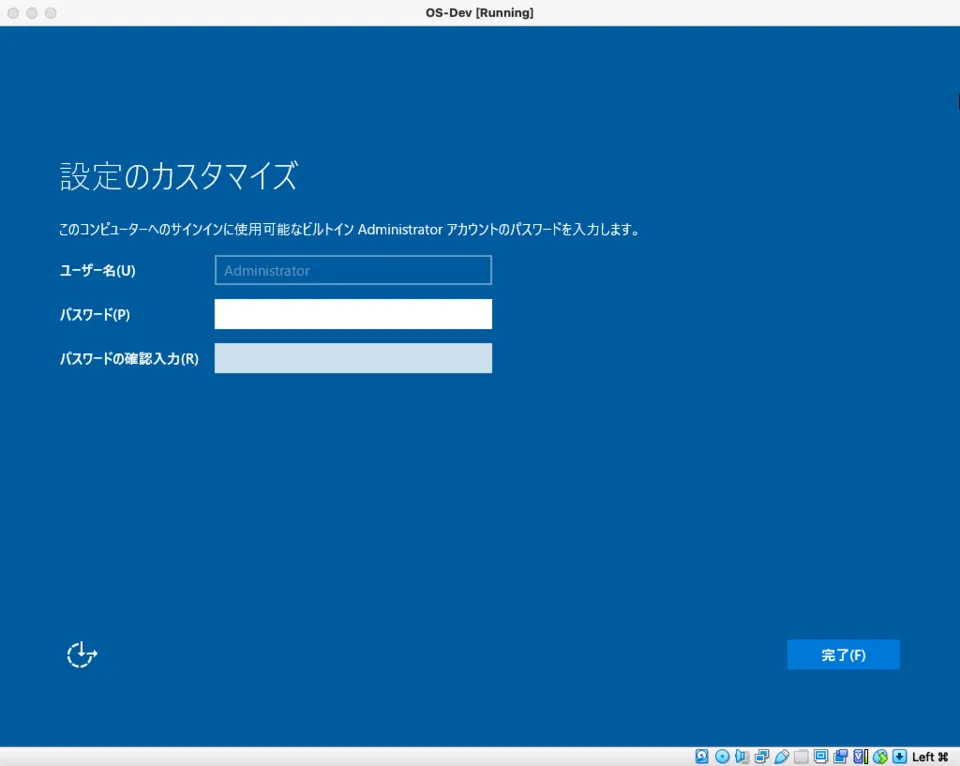 OS-Dev [Running]
設定のカスタマイズ
このコンピューターへのサインインに使用可能なビルトイン Administrator アカウントのパスワードを入力します。
ユーザー名(U) Administrator
パスワード(P)
パスワードの確認入力(R)
完了(F)
Left ⌘